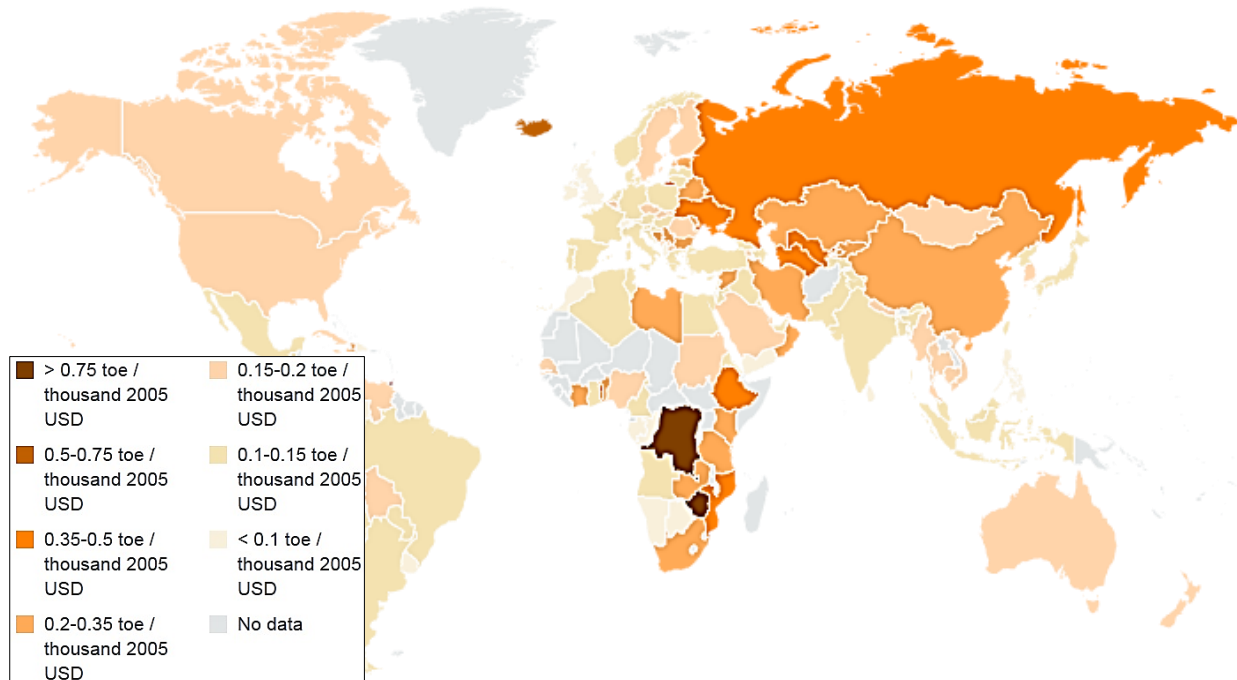 > 0.75 toe /
thousand 2005
USD
0.5-0.75 toe /
thousand 2005
USD
0.35-0.5 toe /
thousand 2005
USD
0.2-0.35 toe /
thousand 2005
USD
0.15-0.2 toe /
thousand 2005
USD
0.1-0.15 toe /
thousand 2005
USD
< 0.1 toe /
thousand 2005
USD
No data